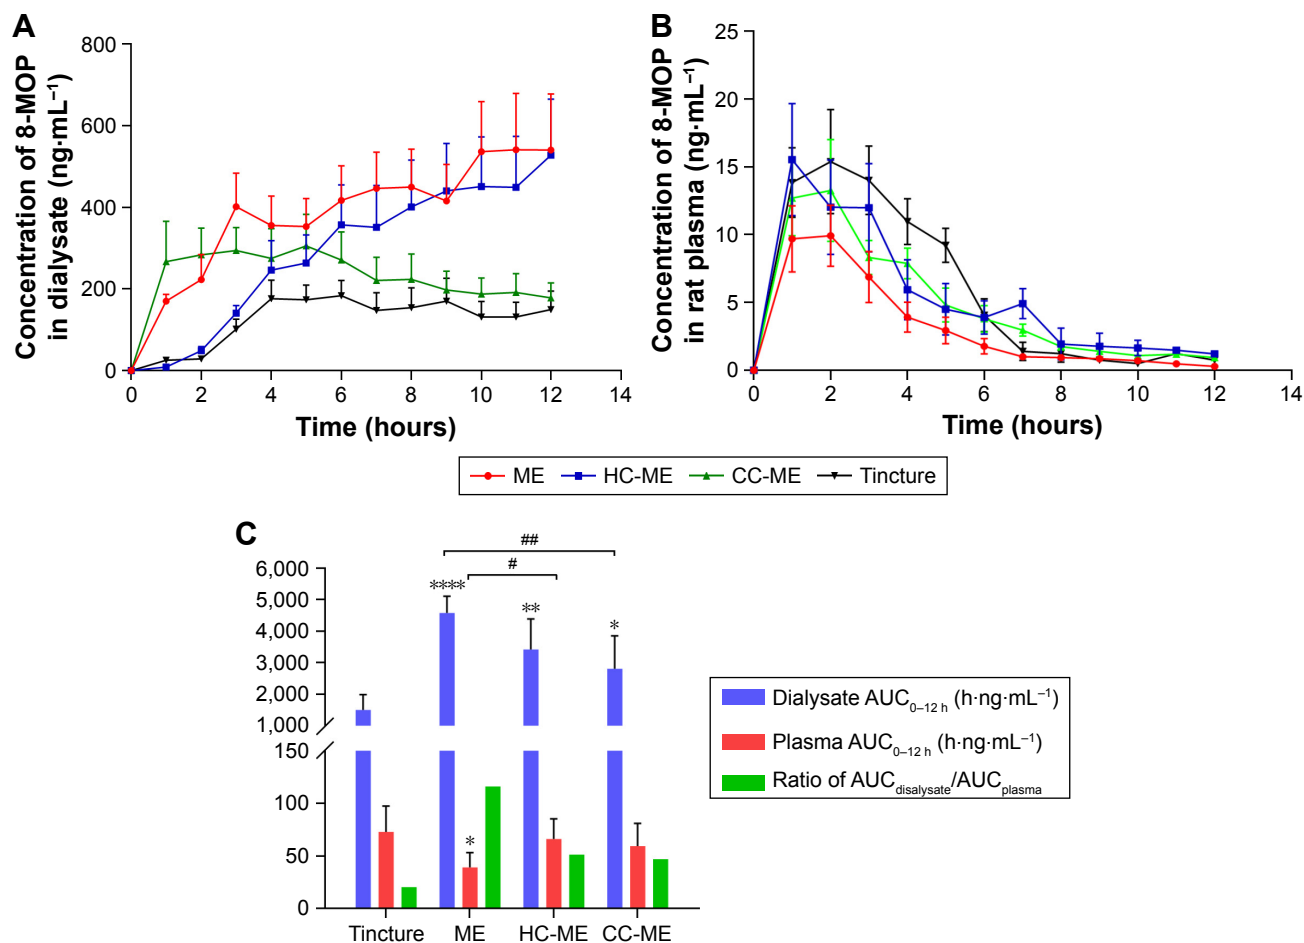 A
Concentration of 8-MOP
in dialysate (ng·mL⁻¹)
800
600
400
200
0
0 2 4 6 8 10 12 14
Time (hours)
B
Concentration of 8-MOP
in rat plasma (ng·mL⁻¹)
25
20
15
10
5
0
0 2 4 6 8 10 12 14
Time (hours)
ME HC-ME CC-ME Tincture
C
##
#
6,000
5,000
4,000
3,000
2,000
1,000
150
100
50
0
****
**
*
*
Tincture ME HC-ME CC-ME
Dialysate AUC₀₋₁₂ ₕ (h·ng·mL⁻¹)
Plasma AUC₀₋₁₂ ₕ (h·ng·mL⁻¹)
Ratio of AUCdisalysate/AUCplasma